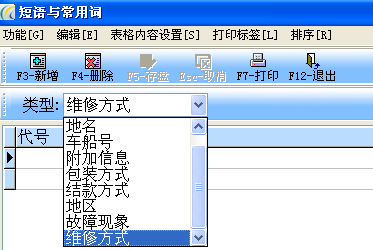 短语与常用词
功能[F] 编辑[E] 表格内容设置[S] 打印标签[L] 排序[R]
F3-新增 F4-删除 F5-存盘 Esc-取消 F7-打印 F12-退出
类型: 维修方式
代号
地名
车船号
附加信息
包装方式
结款方式
地区
故障现象
维修方式